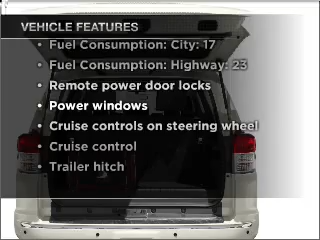 VEHICLE FEATURES
• Fuel Consumption: City: 17
• Fuel Consumption: Highway: 23
• Remote power door locks
• Power windows
• Cruise controls on steering wheel
• Cruise control
• Trailer hitch